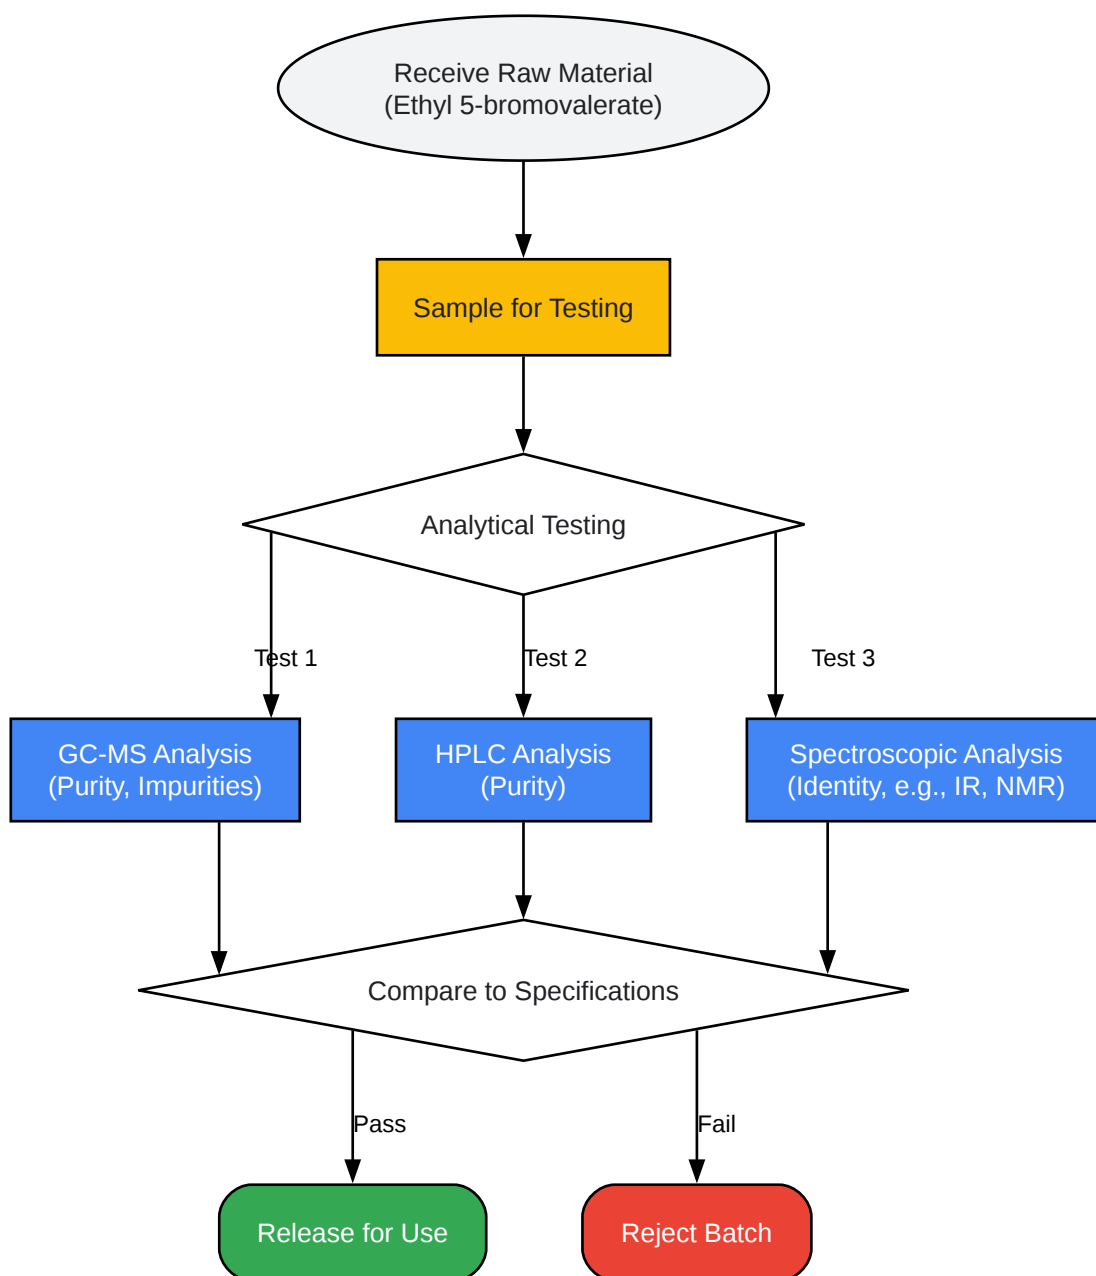 Receive Raw Material
(Ethyl 5-bromovalerate)
Sample for Testing
Analytical Testing
Test 1
Test 2
Test 3
GC-MS Analysis
(Purity, Impurities)
HPLC Analysis
(Purity)
Spectroscopic Analysis
(Identity, e.g., IR, NMR)
Compare to Specifications
Pass
Fail
Release for Use
Reject Batch